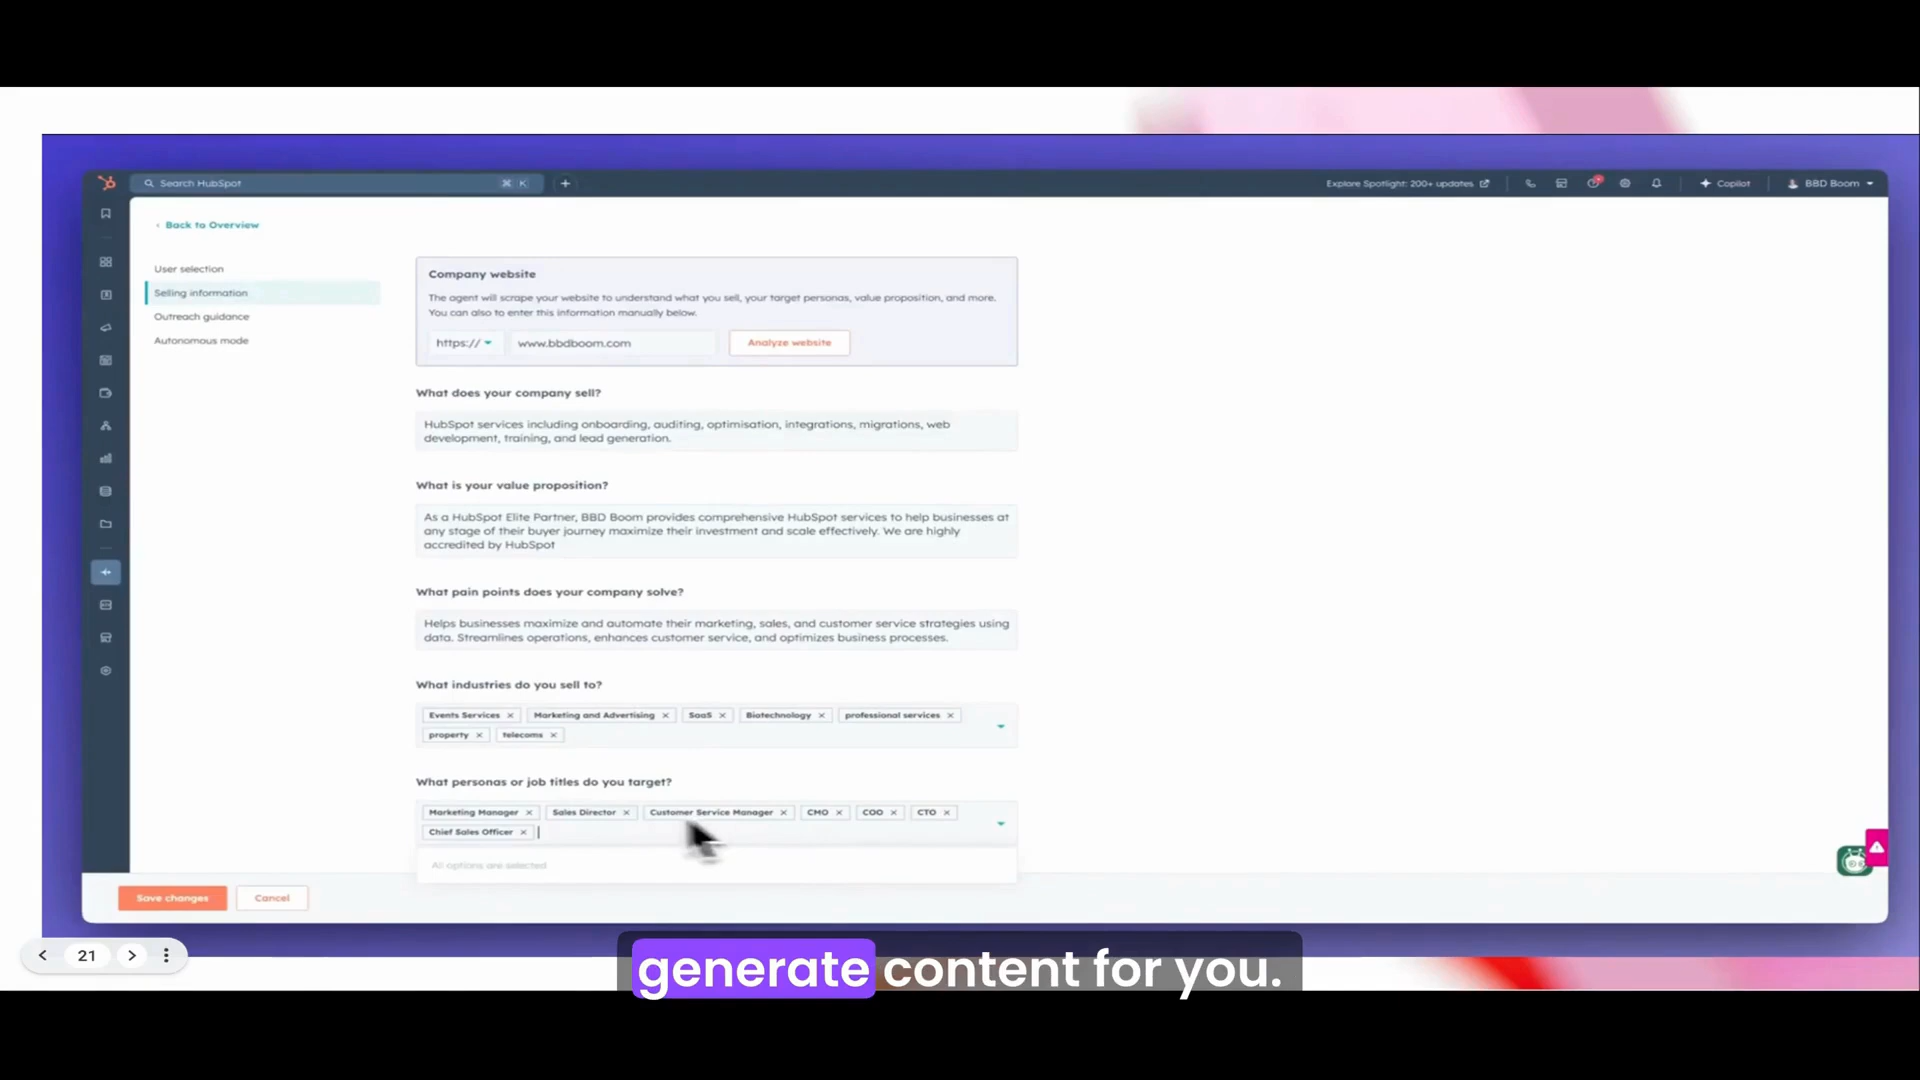 Search HubSpot
⌘ K
+
Explore Spotlight: 200+ updates
Copilot
BBD Boom
Back to Overview
User selection
Selling information
Outreach guidance
Autonomous mode
Company website
The agent will scrape your website to understand what you sell, your target personas, value proposition, and more.
You can also to enter this information manually below.
https://
www.bbdboom.com
Analyze website
What does your company sell?
HubSpot services including onboarding, auditing, optimisation, integrations, migrations, web
development, training, and lead generation.
What is your value proposition?
As a HubSpot Elite Partner, BBD Boom provides comprehensive HubSpot services to help businesses at
any stage of their buyer journey maximize their investment and scale effectively. We are highly
accredited by HubSpot
What pain points does your company solve?
Helps businesses maximize and automate their marketing, sales, and customer service strategies using
data. Streamlines operations, enhances customer service, and optimizes business processes.
What industries do you sell to?
Events Services × Marketing and Advertising × SaaS × Biotechnology × professional services ×
property × telecoms ×
What personas or job titles do you target?
Marketing Manager × Sales Director × Customer Service Manager × CMO × COO × CTO ×
Chief Sales Officer ×
All options are selected
Save changes
Cancel
21
generate content for you.